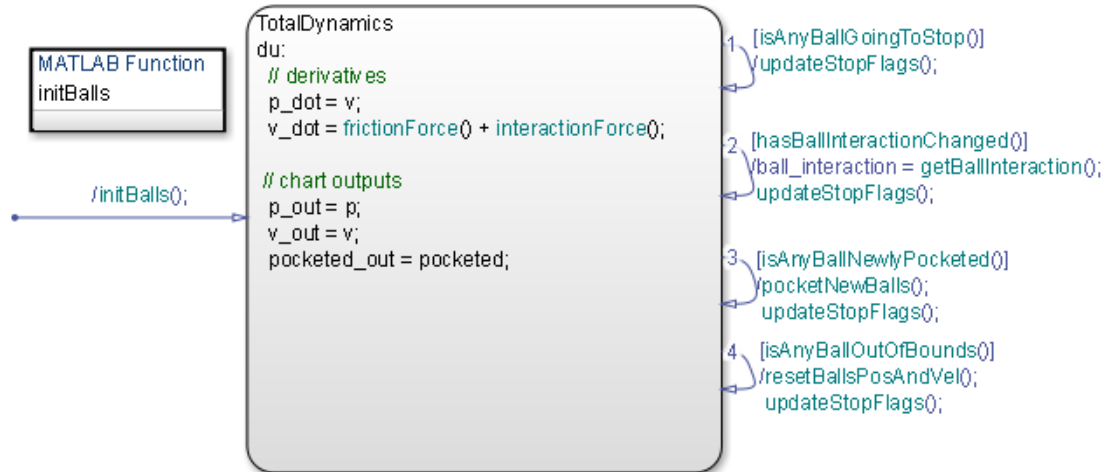 MATLAB Function
initBalls
/initBalls();
TotalDynamics
du:
// derivatives
p_dot = v;
v_dot = frictionForce() + interactionForce();
// chart outputs
p_out = p;
v_out = v;
pocketed_out = pocketed;
1
[isAnyBallGoingToStop()]
/updateStopFlags();
2
[hasBallInteractionChanged()]
/ball_interaction = getBallInteraction();
updateStopFlags();
3
[isAnyBallNewlyPocketed()]
/pocketNewBalls();
updateStopFlags();
4
[isAnyBallOutOfBounds()]
/resetBallsPosAndVel();
updateStopFlags();